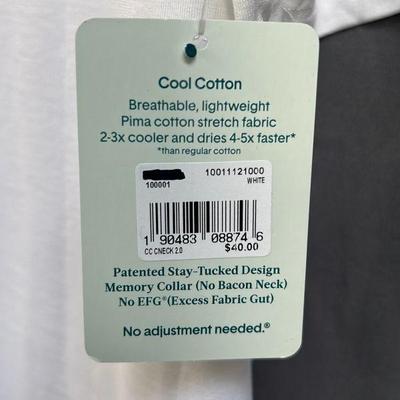 Cool Cotton
Breathable, lightweight
Pima cotton stretch fabric
2-3x cooler and dries 4-5x faster*
*than regular cotton
10011121000
100001 WHITE
1 90483 08874 6
CC CNECK 2.0 $40.00
Patented Stay-Tucked Design
Memory Collar (No Bacon Neck)
No EFG®(Excess Fabric Gut)
No adjustment needed.®